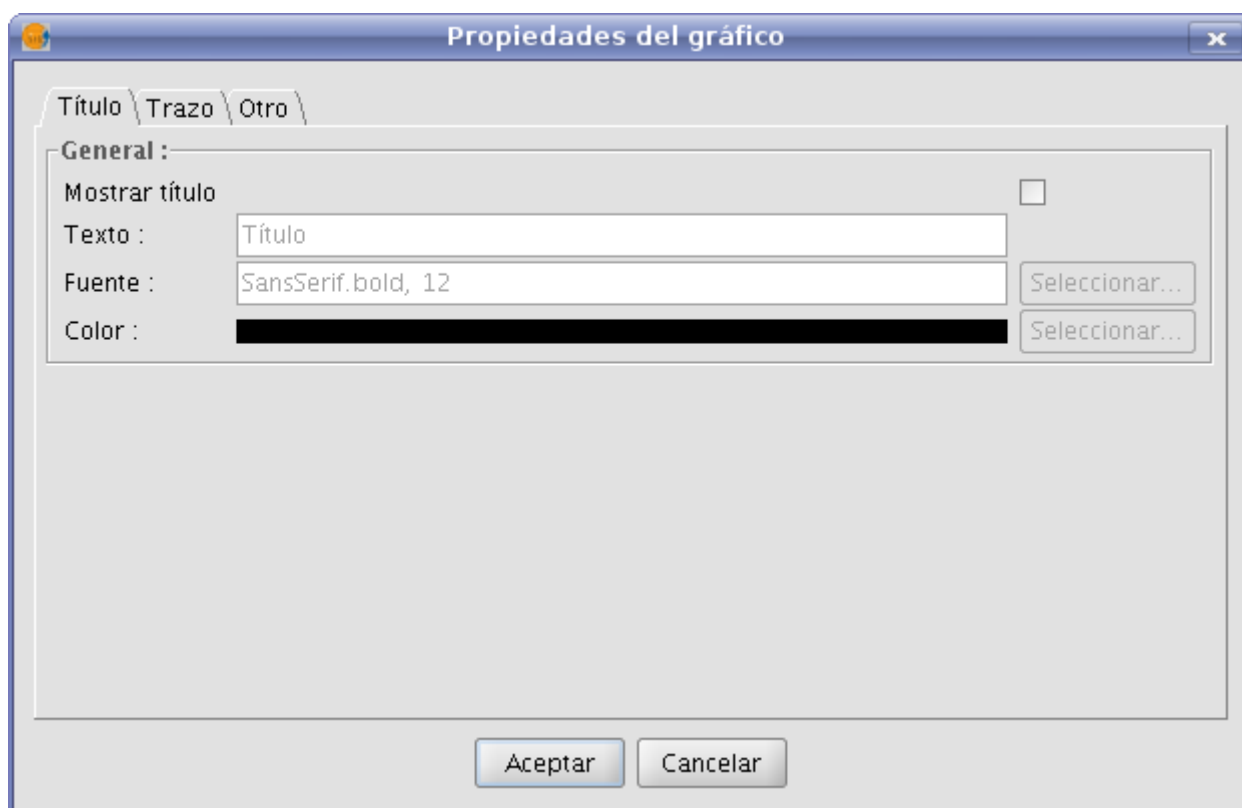 Propiedades del gráfico
Título Trazo Otro
General :
Mostrar título
Texto : Título
Fuente : SansSerif.bold, 12 Seleccionar...
Color : Seleccionar...
Aceptar Cancelar